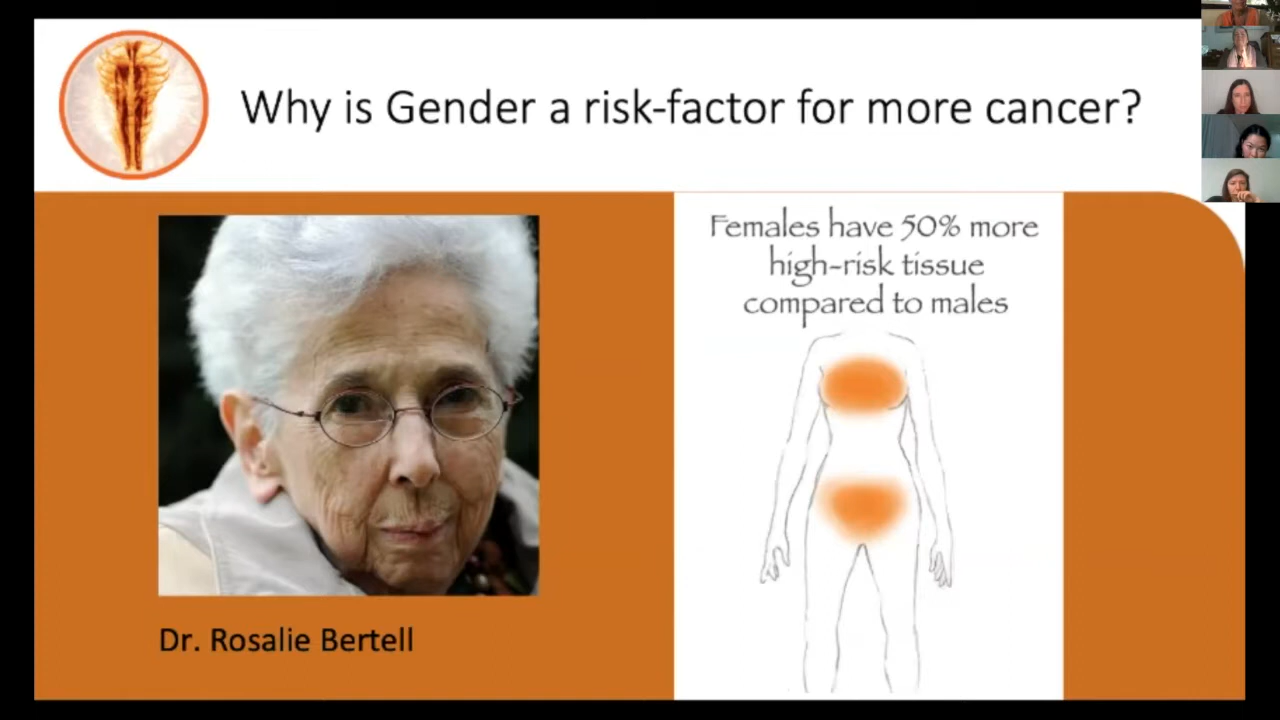 Why is Gender a risk-factor for more cancer?
Females have 50% more
high-risk tissue
compared to males
Dr. Rosalie Bertell